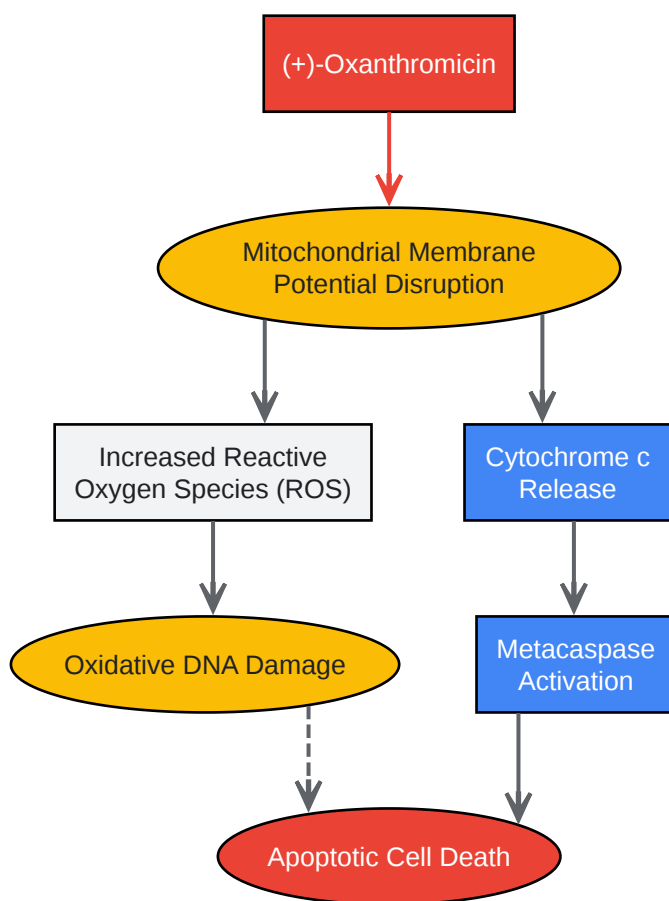 (+)-Oxanthromicin
Mitochondrial Membrane
Potential Disruption
Increased Reactive
Oxygen Species (ROS)
Cytochrome c
Release
Oxidative DNA Damage
Metacaspase
Activation
Apoptotic Cell Death